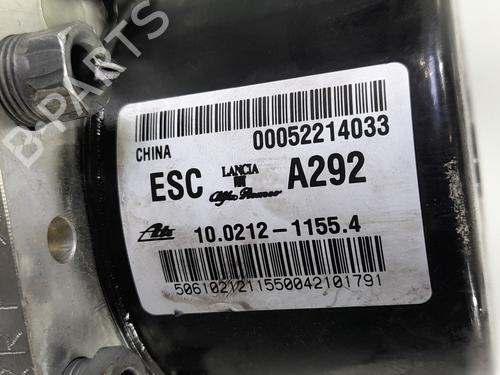 B-PARTS
CHINA 00052214033
ESC LANCIA A292
Alfa Romeo
Ate 10.0212-1155.4
5061021211550042101791